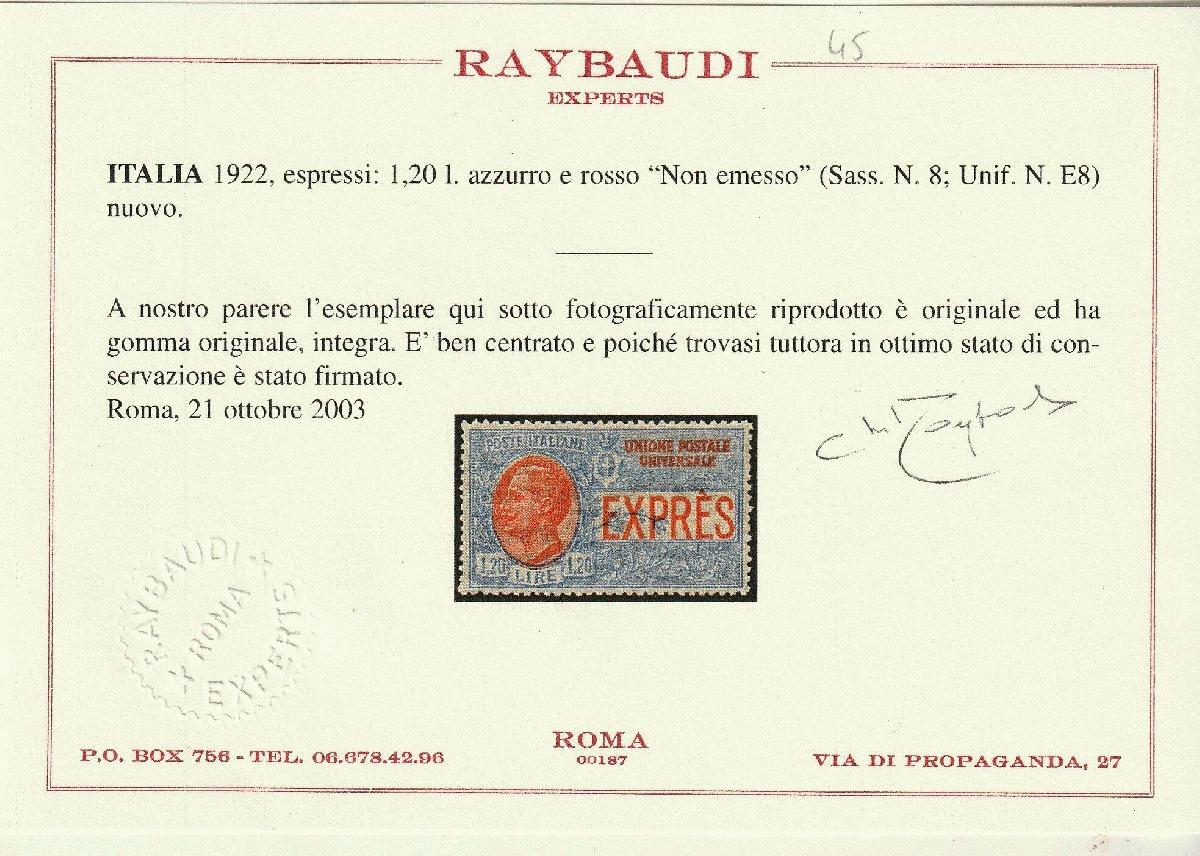 45
RAYBAUDI
EXPERTS
ITALIA 1922, espressi: 1,20 l. azzurro e rosso “Non emesso” (Sass. N. 8; Unif. N. E8)
nuovo.
A nostro parere l’esemplare qui sotto fotograficamente riprodotto è originale ed ha
gomma originale, integra. E’ ben centrato e poiché trovasi tuttora in ottimo stato di con-
servazione è stato firmato.
Roma, 21 ottobre 2003
POSTE ITALIANE
UNIONE POSTALE
UNIVERSALE
EXPRÈS
1,20 LIRE 1,20
RAYBAUDI
ROMA
EXPERTS
ROMA
00187
P.O. BOX 756 - TEL. 06.678.42.96
VIA DI PROPAGANDA, 27